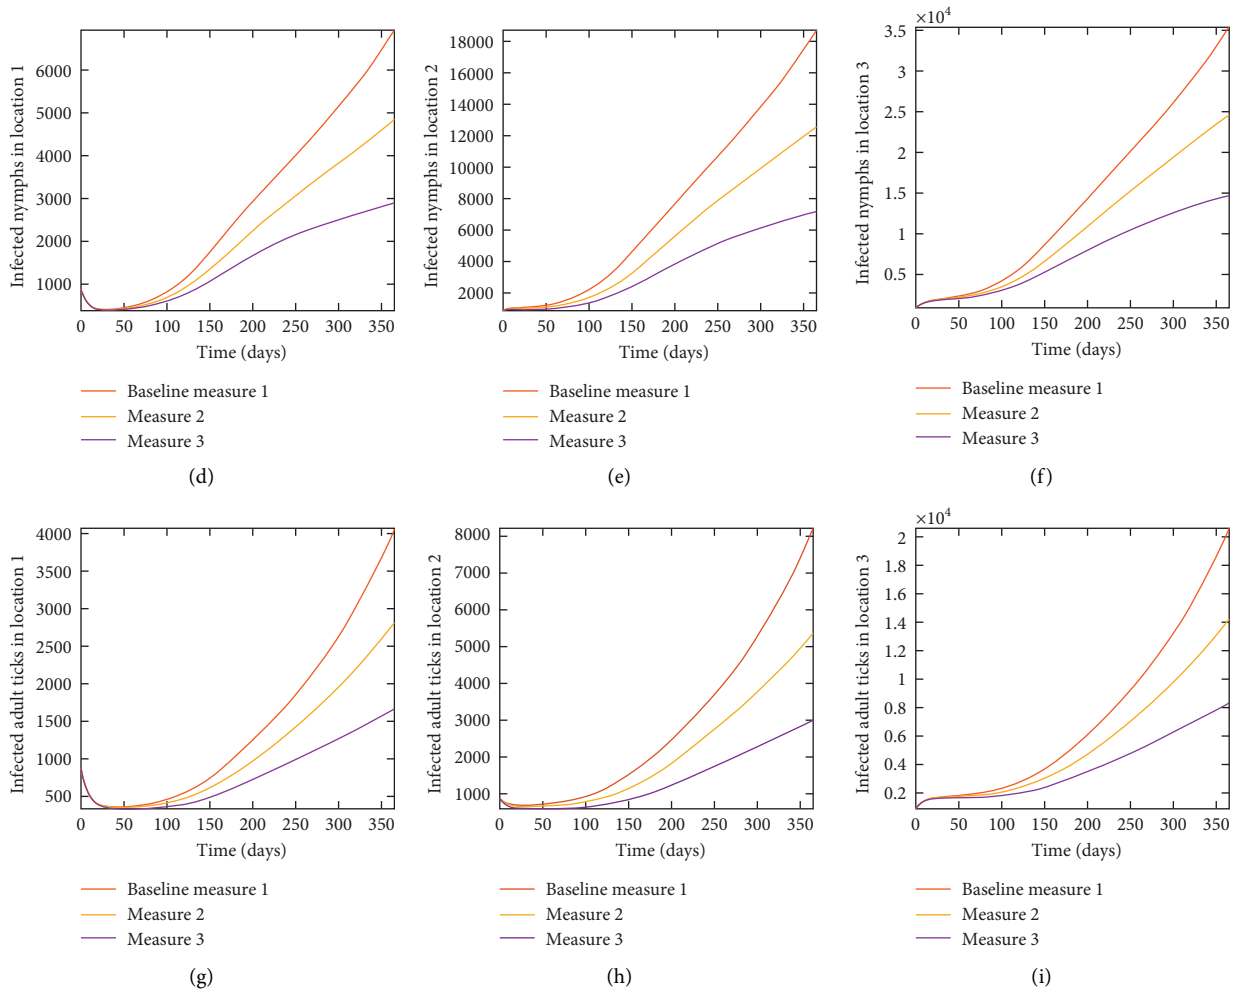 Infected nymphs in location 1
6000
5000
4000
3000
2000
1000
0 50 100 150 200 250 300 350
Time (days)
Baseline measure 1
Measure 2
Measure 3
(d)
Infected nymphs in location 2
18000
16000
14000
12000
10000
8000
6000
4000
2000
0 50 100 150 200 250 300 350
Time (days)
Baseline measure 1
Measure 2
Measure 3
(e)
×10⁴
Infected nymphs in location 3
3.5
3
2.5
2
1.5
1
0.5
0 50 100 150 200 250 300 350
Time (days)
Baseline measure 1
Measure 2
Measure 3
(f)
Infected adult ticks in location 1
4000
3500
3000
2500
2000
1500
1000
500
0 50 100 150 200 250 300 350
Time (days)
Baseline measure 1
Measure 2
Measure 3
(g)
Infected adult ticks in location 2
8000
7000
6000
5000
4000
3000
2000
1000
0 50 100 150 200 250 300 350
Time (days)
Baseline measure 1
Measure 2
Measure 3
(h)
×10⁴
Infected adult ticks in location 3
2
1.8
1.6
1.4
1.2
1
0.8
0.6
0.4
0.2
0 50 100 150 200 250 300 350
Time (days)
Baseline measure 1
Measure 2
Measure 3
(i)